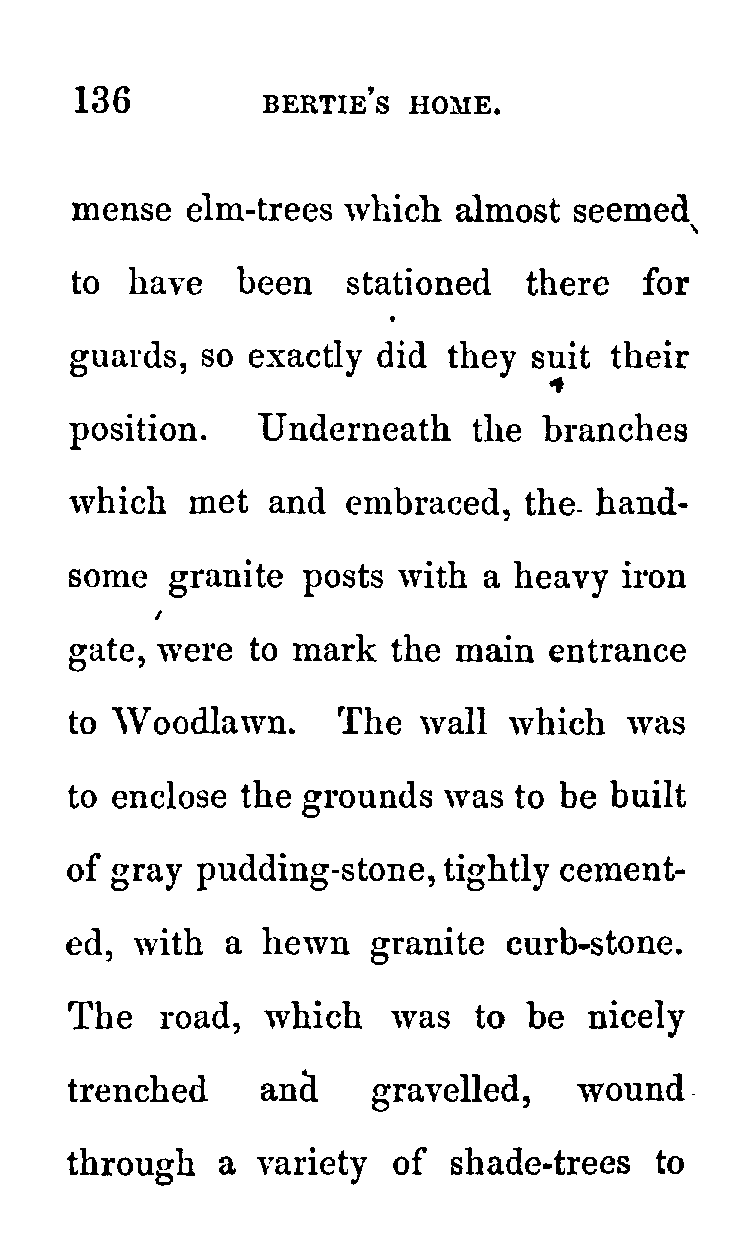 136 BERTIE'S HOME.
mense elm-trees which almost seemed
to have been stationed there for
guards, so exactly did they suit their
position. Underneath the branches
which met and embraced, the hand-
some granite posts with a heavy iron
gate, were to mark the main entrance
to Woodlawn. The wall which was
to enclose the grounds was to be built
of gray pudding-stone, tightly cement-
ed, with a hewn granite curb-stone.
The road, which was to be nicely
trenched and gravelled, wound
through a variety of shade-trees to